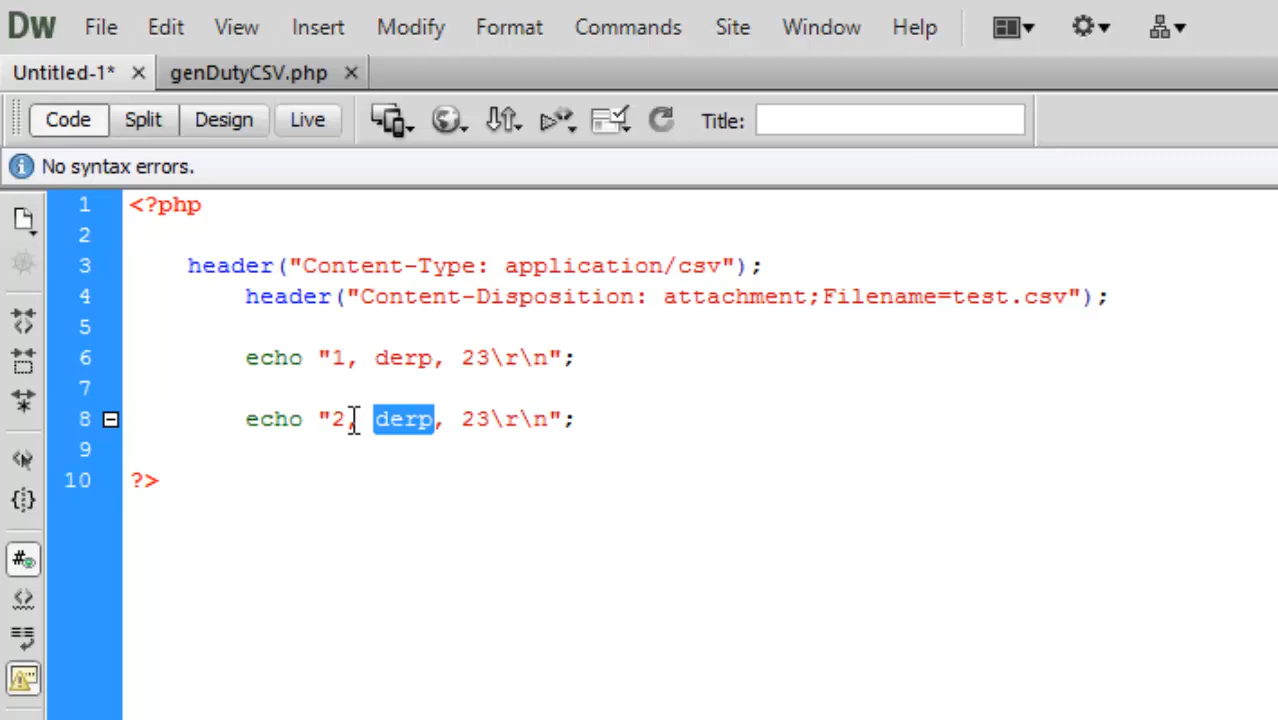 Dw File Edit View Insert Modify Format Commands Site Window Help
Untitled-1* × genDutyCSV.php ×
Code Split Design Live Title:
No syntax errors.
1 <?php
2
3 header("Content-Type: application/csv");
4 header("Content-Disposition: attachment;Filename=test.csv");
5
6 echo "1, derp, 23\r\n";
7
8 echo "2, derp, 23\r\n";
9
10 ?>